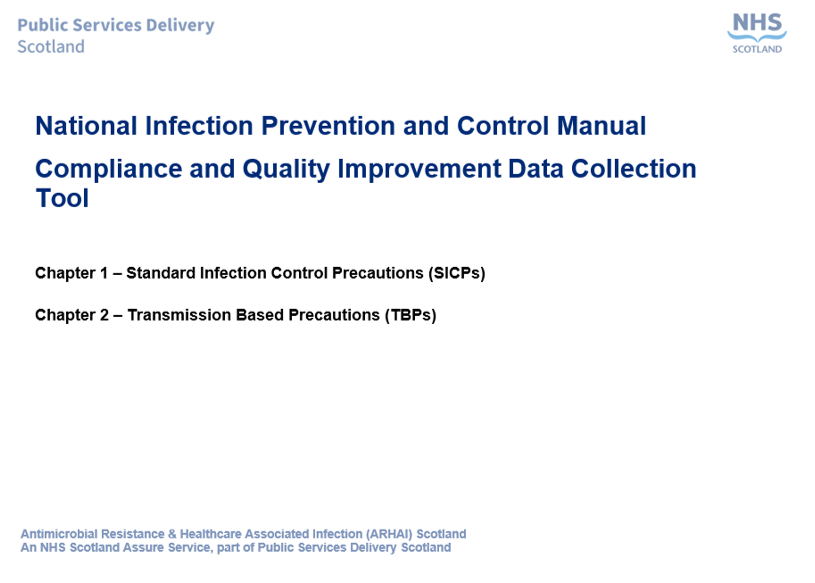 Public Services Delivery
Scotland
NHS
SCOTLAND
National Infection Prevention and Control Manual
Compliance and Quality Improvement Data Collection
Tool
Chapter 1 – Standard Infection Control Precautions (SICPs)
Chapter 2 – Transmission Based Precautions (TBPs)
Antimicrobial Resistance & Healthcare Associated Infection (ARHAI) Scotland
An NHS Scotland Assure Service, part of Public Services Delivery Scotland